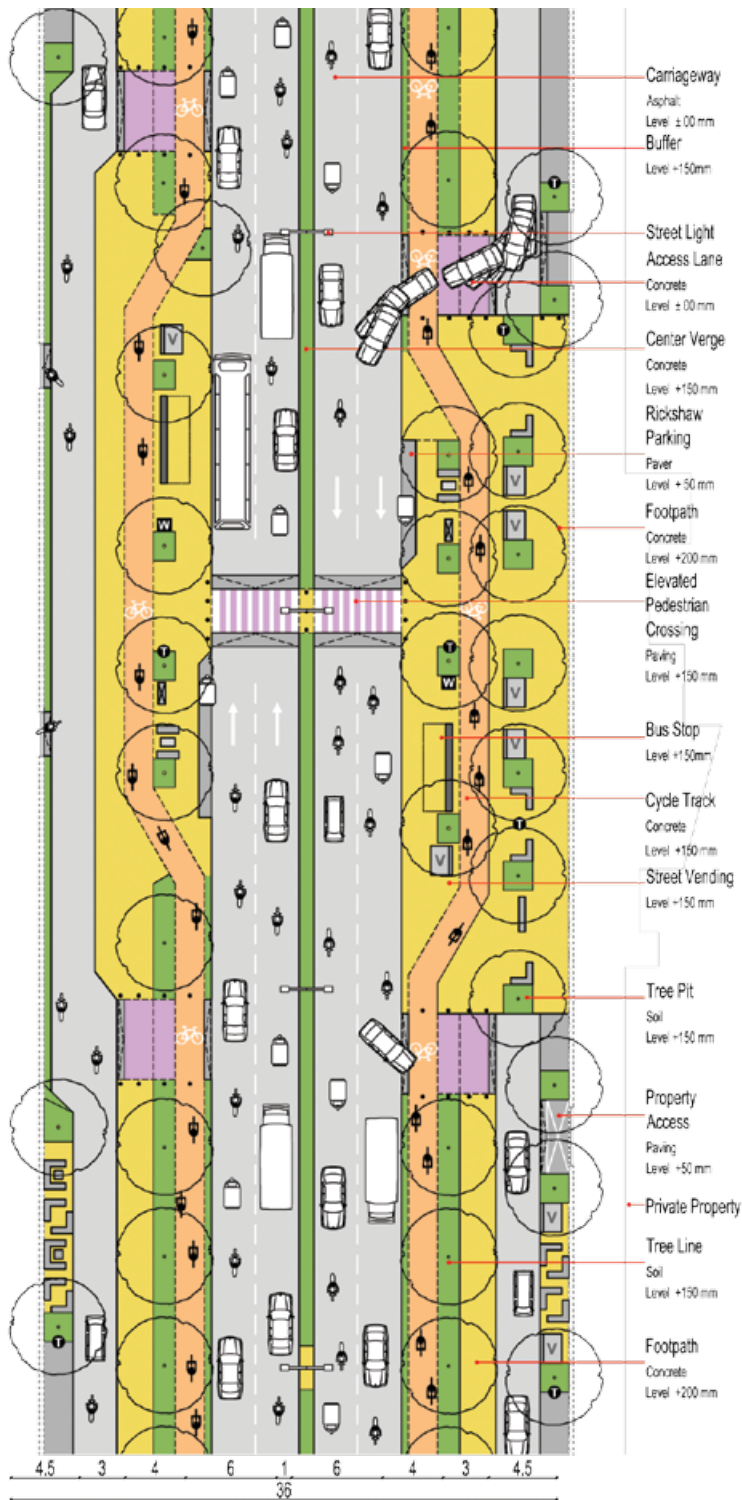 Carriageway
Asphalt
Level ± 00 mm
Buffer
Level +150mm
Street Light
Access Lane
Concrete
Level ± 00 mm
Center Verge
Concrete
Level +150 mm
Rickshaw
Parking
Paver
Level + 50 mm
Footpath
Concrete
Level +200 mm
Elevated
Pedestrian
Crossing
Paving
Level +150 mm
Bus Stop
Level +150mm
Cycle Track
Concrete
Level +150 mm
Street Vending
Level +150 mm
Tree Pit
Soil
Level +150 mm
Property
Access
Paving
Level +50 mm
Private Property
Tree Line
Soil
Level +150 mm
Footpath
Concrete
Level +200 mm
T
T
V
V
V
W
T
T
W
V
V
T
V
V
V
T
T
4.5 3 4 6 1 6 4 3 4.5
36